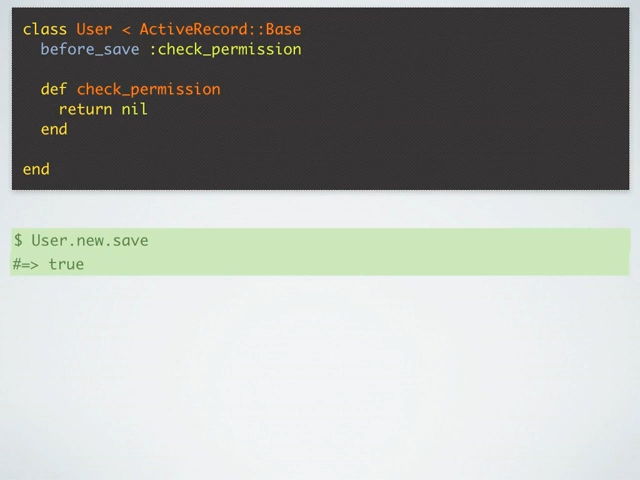 class User < ActiveRecord::Base
before_save :check_permission
def check_permission
return nil
end
end
$ User.new.save
#=> true